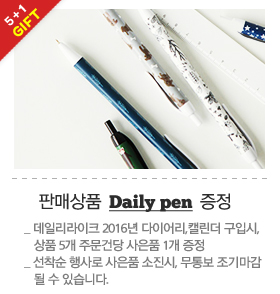 5+1
GIFT
판매상품 Daily pen 증정
_ 데일리라이크 2016년 다이어리,캘린더 구입시,
상품 5개 주문건당 사은품 1개 증정
_ 선착순 행사로 사은품 소진시, 무통보 조기마감
될 수 있습니다.